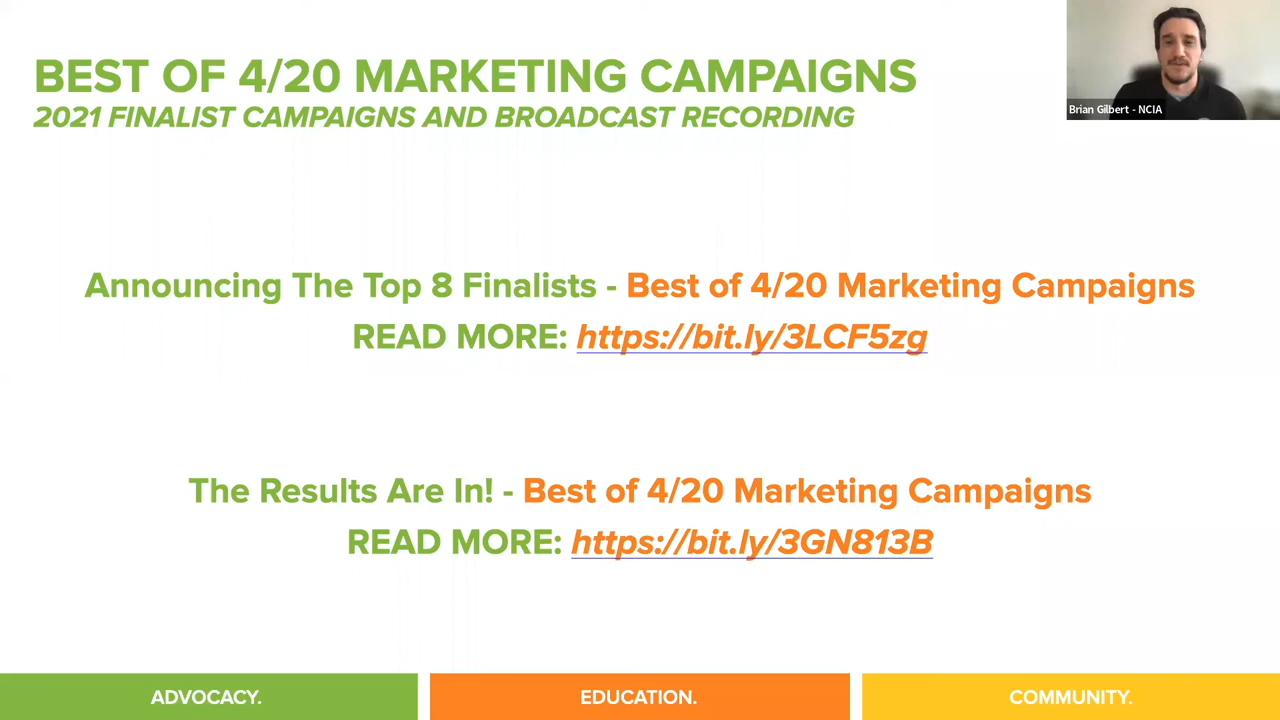 BEST OF 4/20 MARKETING CAMPAIGNS
2021 FINALIST CAMPAIGNS AND BROADCAST RECORDING
Brian Gilbert - NCIA
Announcing The Top 8 Finalists - Best of 4/20 Marketing Campaigns
READ MORE: https://bit.ly/3LCF5zg
The Results Are In! - Best of 4/20 Marketing Campaigns
READ MORE: https://bit.ly/3GN813B
ADVOCACY.
EDUCATION.
COMMUNITY.